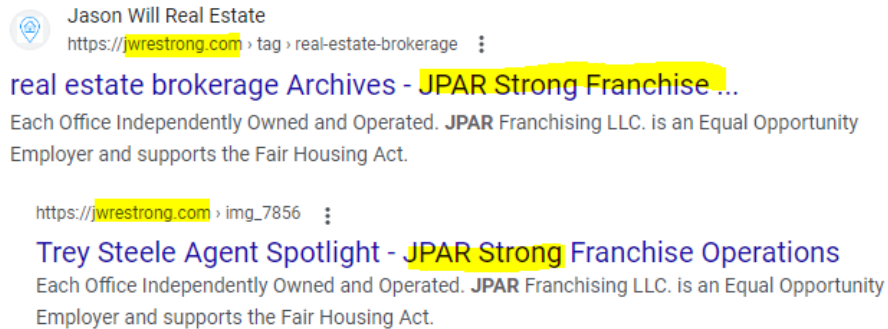 Jason Will Real Estate
https://jwrestrong.com › tag › real-estate-brokerage
real estate brokerage Archives - JPAR Strong Franchise ...
Each Office Independently Owned and Operated. JPAR Franchising LLC. is an Equal Opportunity
Employer and supports the Fair Housing Act.
https://jwrestrong.com › img_7856
Trey Steele Agent Spotlight - JPAR Strong Franchise Operations
Each Office Independently Owned and Operated. JPAR Franchising LLC. is an Equal Opportunity
Employer and supports the Fair Housing Act.